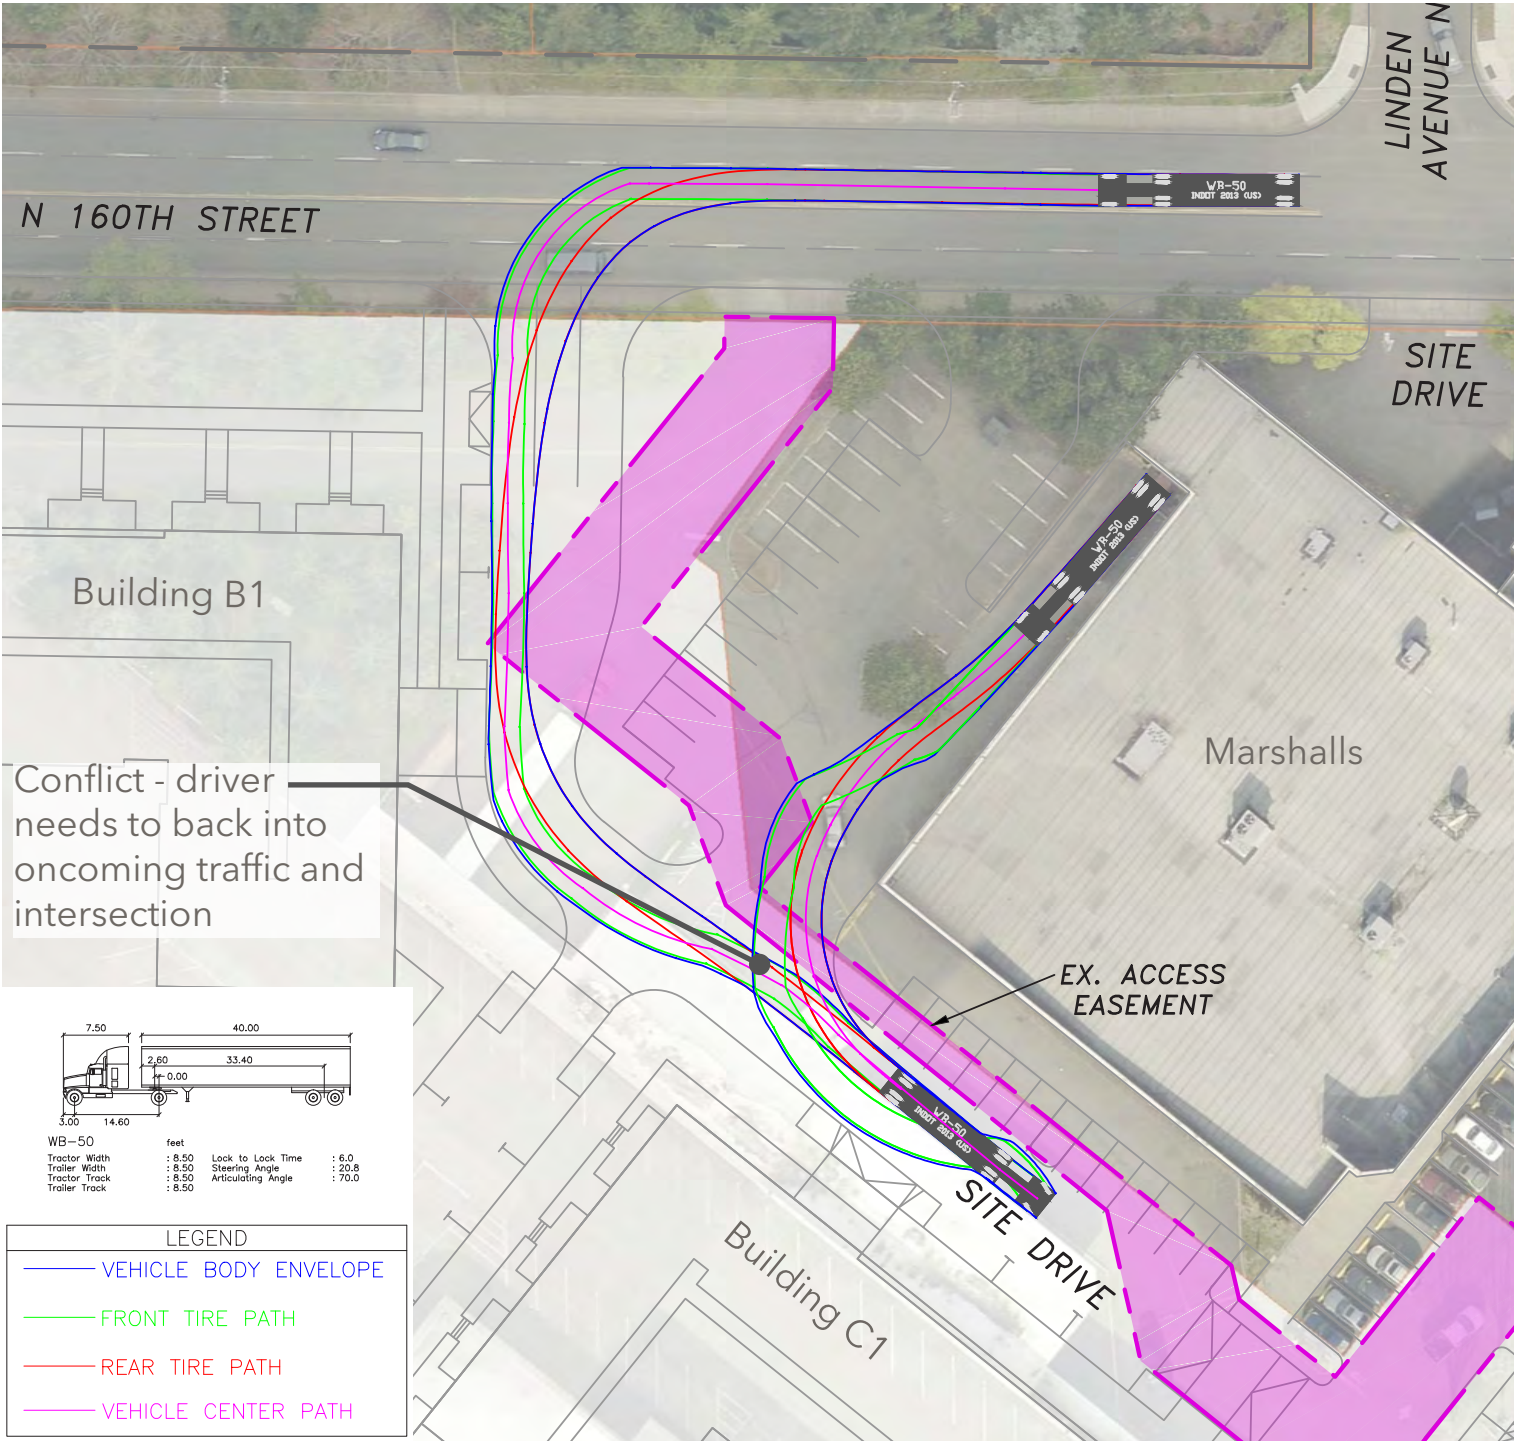 LINDEN
AVENUE N
WB-50
INDOT 2013 (US)
N 160TH STREET
SITE
DRIVE
WB-50
INDOT 2013 (US)
Building B1
Marshalls
Conflict - driver
needs to back into
oncoming traffic and
intersection
EX. ACCESS
EASEMENT
7.50 40.00
2.60 33.40
0.00
3.00 14.60
WB-50 feet
Tractor Width : 8.50 Lock to Lock Time : 6.0
Trailer Width : 8.50 Steering Angle : 20.8
Tractor Track : 8.50 Articulating Angle : 70.0
Trailer Track : 8.50
WB-50
INDOT 2013 (US)
SITE DRIVE
Building C1
LEGEND
VEHICLE BODY ENVELOPE
FRONT TIRE PATH
REAR TIRE PATH
VEHICLE CENTER PATH